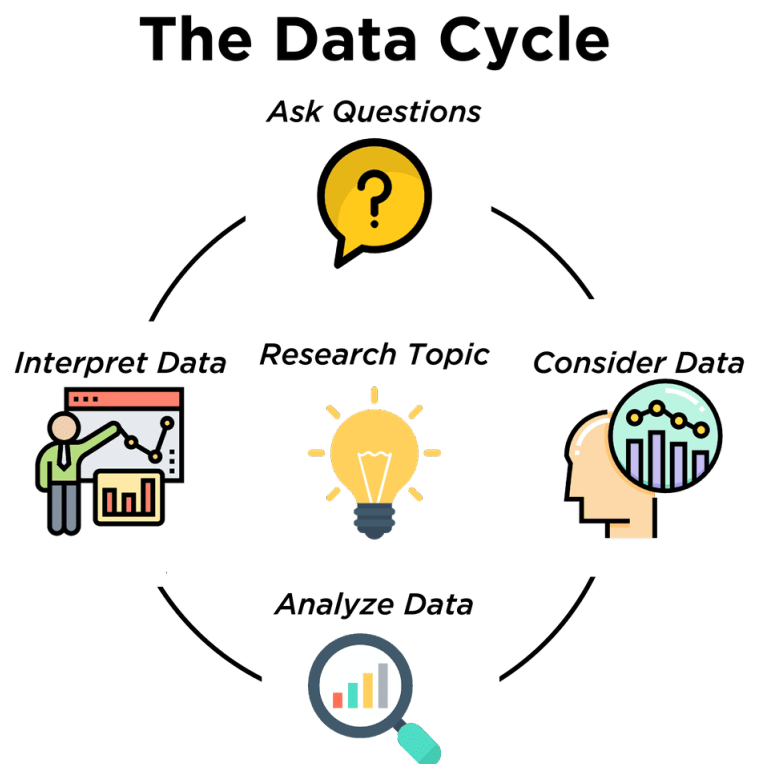 The Data Cycle
Ask Questions
?
Interpret Data
Research Topic
Consider Data
Analyze Data